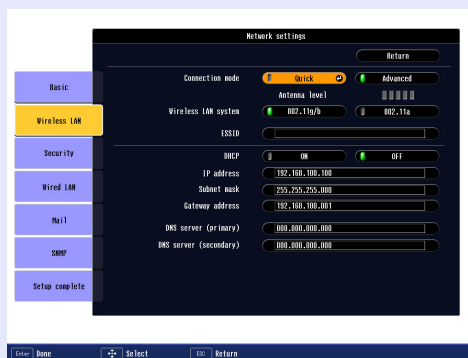 Network settings
Return
Basic
Wireless LAN
Security
Wired LAN
Mail
SNMP
Setup complete
Connection mode Quick Advanced
Antenna level
Wireless LAN system 802.11g/b 802.11a
ESSID
DHCP ON OFF
IP address 192.168.100.100
Subnet mask 255.255.255.000
Gateway address 192.168.100.001
DNS server (primary) 000.000.000.000
DNS server (secondary) 000.000.000.000
Enter Done Select ESC Return